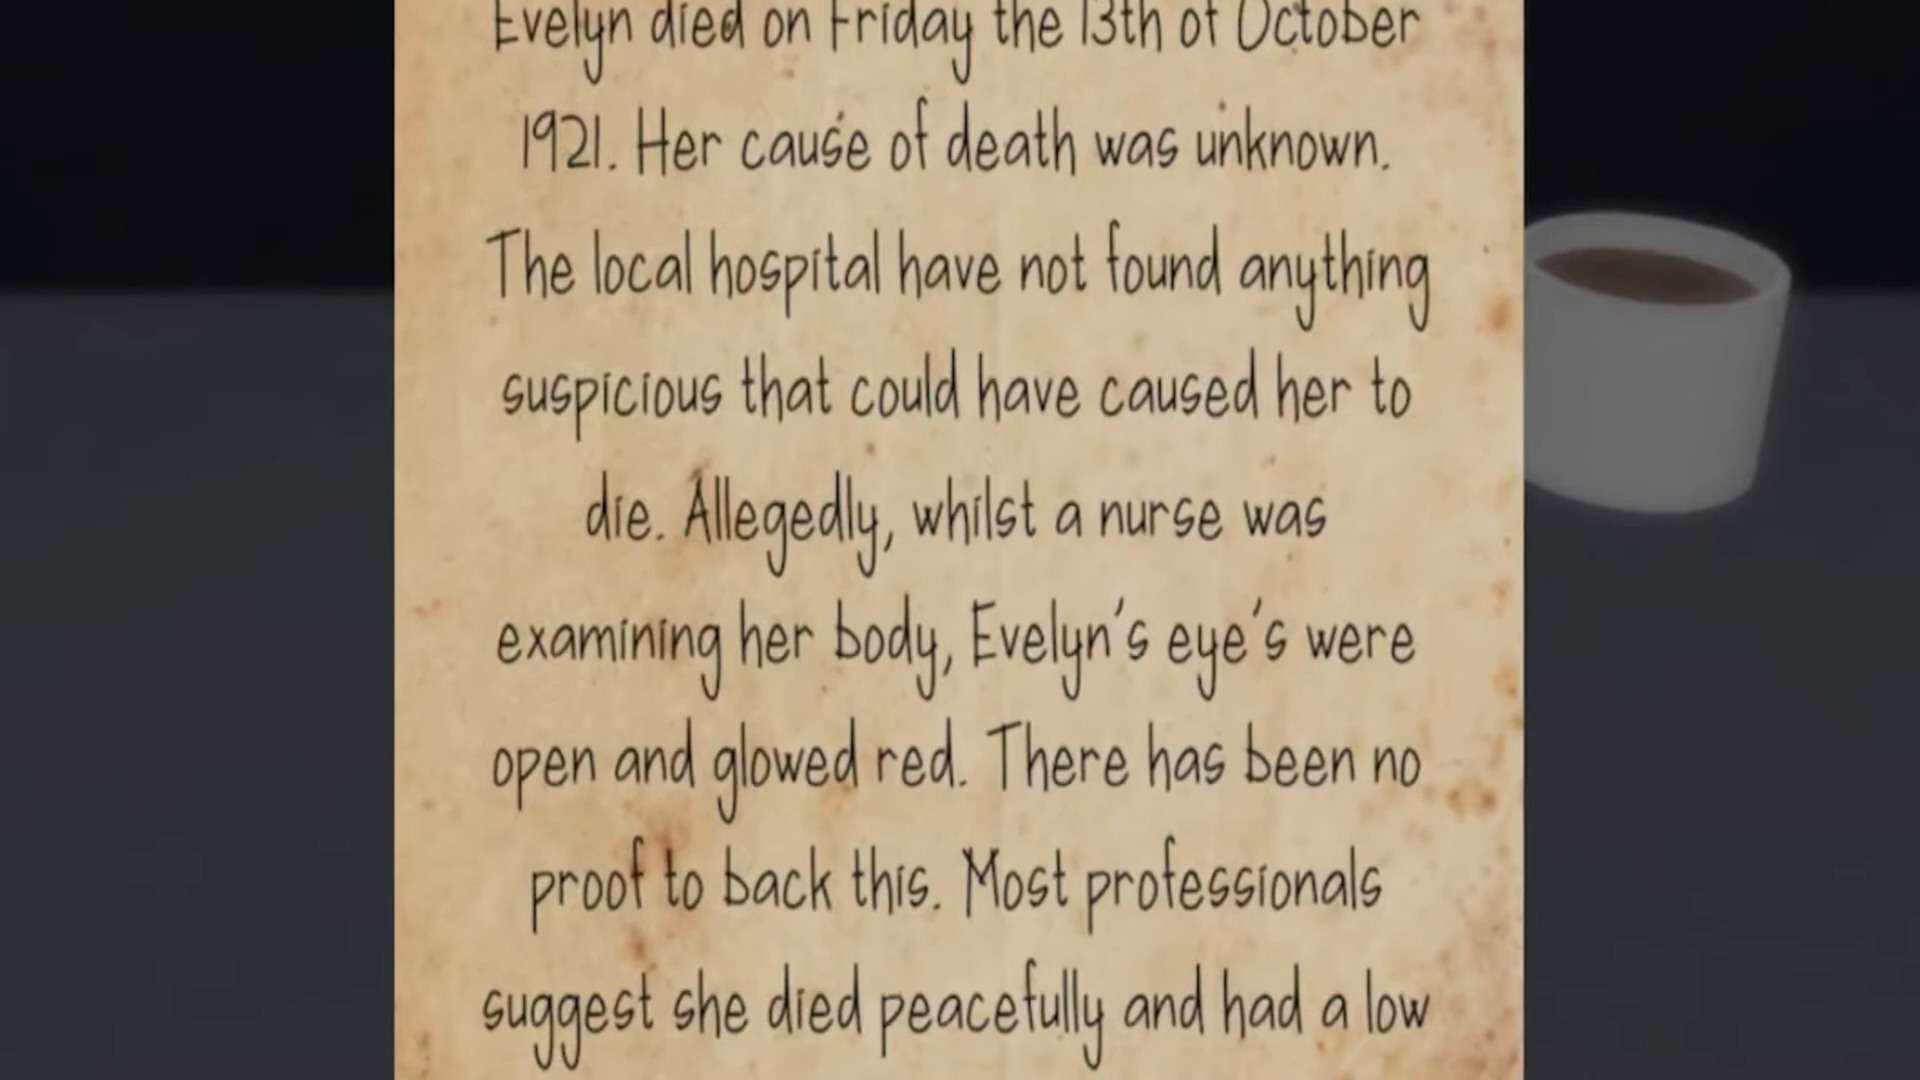 Evelyn died on Friday the 13th of October
1921. Her cause of death was unknown.
The local hospital have not found anything
suspicious that could have caused her to
die. Allegedly, whilst a nurse was
examining her body, Evelyn's eye's were
open and glowed red. There has been no
proof to back this. Most professionals
suggest she died peacefully and had a low